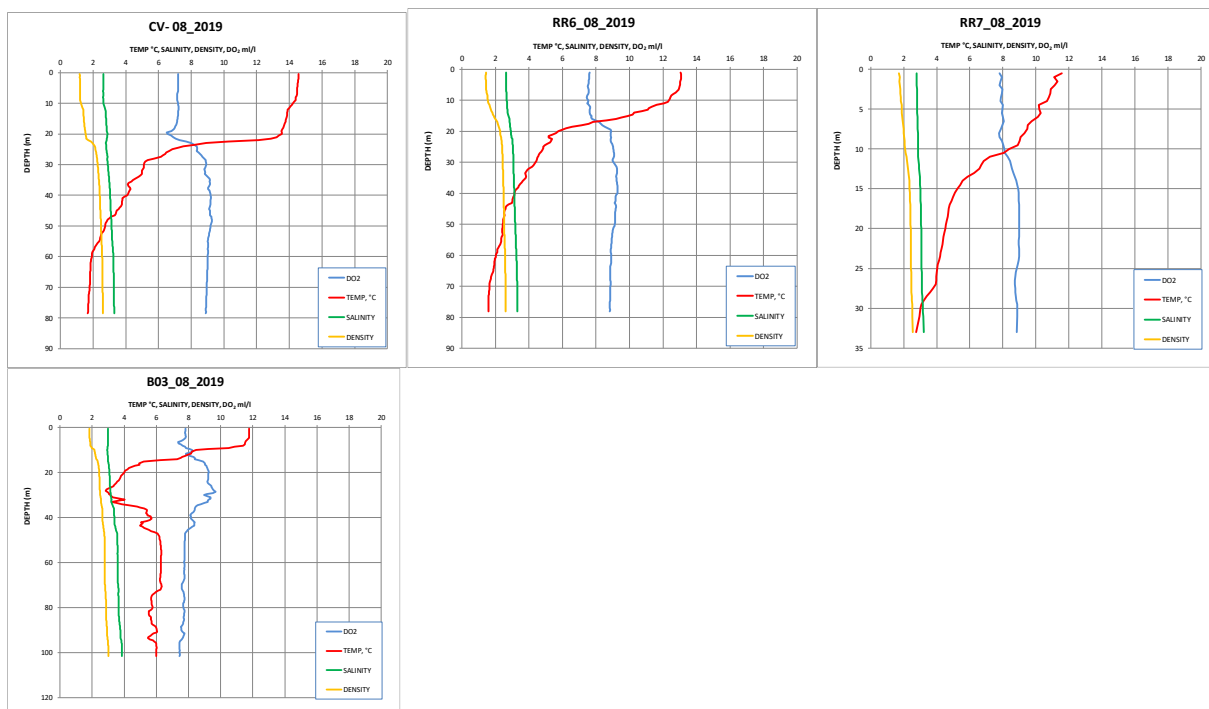 CV- 08_2019
TEMP °C, SALINITY, DENSITY, DO₂ ml/l
0 2 4 6 8 10 12 14 16 18 20
0
10
20
30
40
50
60
70
80
90
DEPTH (m)
DO2
TEMP, °C
SALINITY
DENSITY
RR6_08_2019
TEMP °C, SALINITY, DENSITY, DO₂ ml/l
0 2 4 6 8 10 12 14 16 18 20
0
10
20
30
40
50
60
70
80
90
DEPTH (m)
DO2
TEMP, °C
SALINITY
DENSITY
RR7_08_2019
TEMP °C, SALINITY, DENSITY, DO₂ ml/l
0 2 4 6 8 10 12 14 16 18 20
0
5
10
15
20
25
30
35
DEPTH (m)
DO2
TEMP, °C
SALINITY
DENSITY
B03_08_2019
TEMP °C, SALINITY, DENSITY, DO₂ ml/l
0 2 4 6 8 10 12 14 16 18 20
0
20
40
60
80
100
120
DEPTH (m)
DO2
TEMP, °C
SALINITY
DENSITY